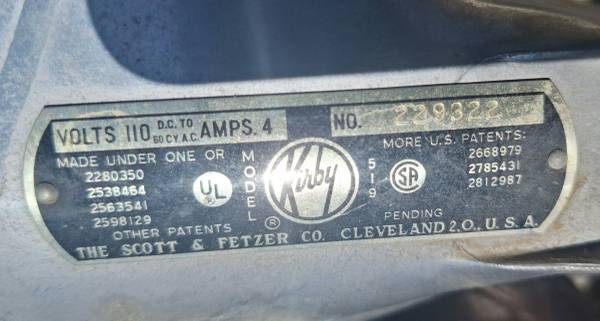 VOLTS 110 D.C. TO 60 CY. A.C. AMPS. 4
NO. 229322
MADE UNDER ONE OR MORE U.S. PATENTS:
2280350
2538464
2563541
2598129
UL
MODEL
Kirby
®
519
SA
2668979
2785431
2812987
OTHER PATENTS PENDING
THE SCOTT & FETZER CO. CLEVELAND 2.O., U.S.A.